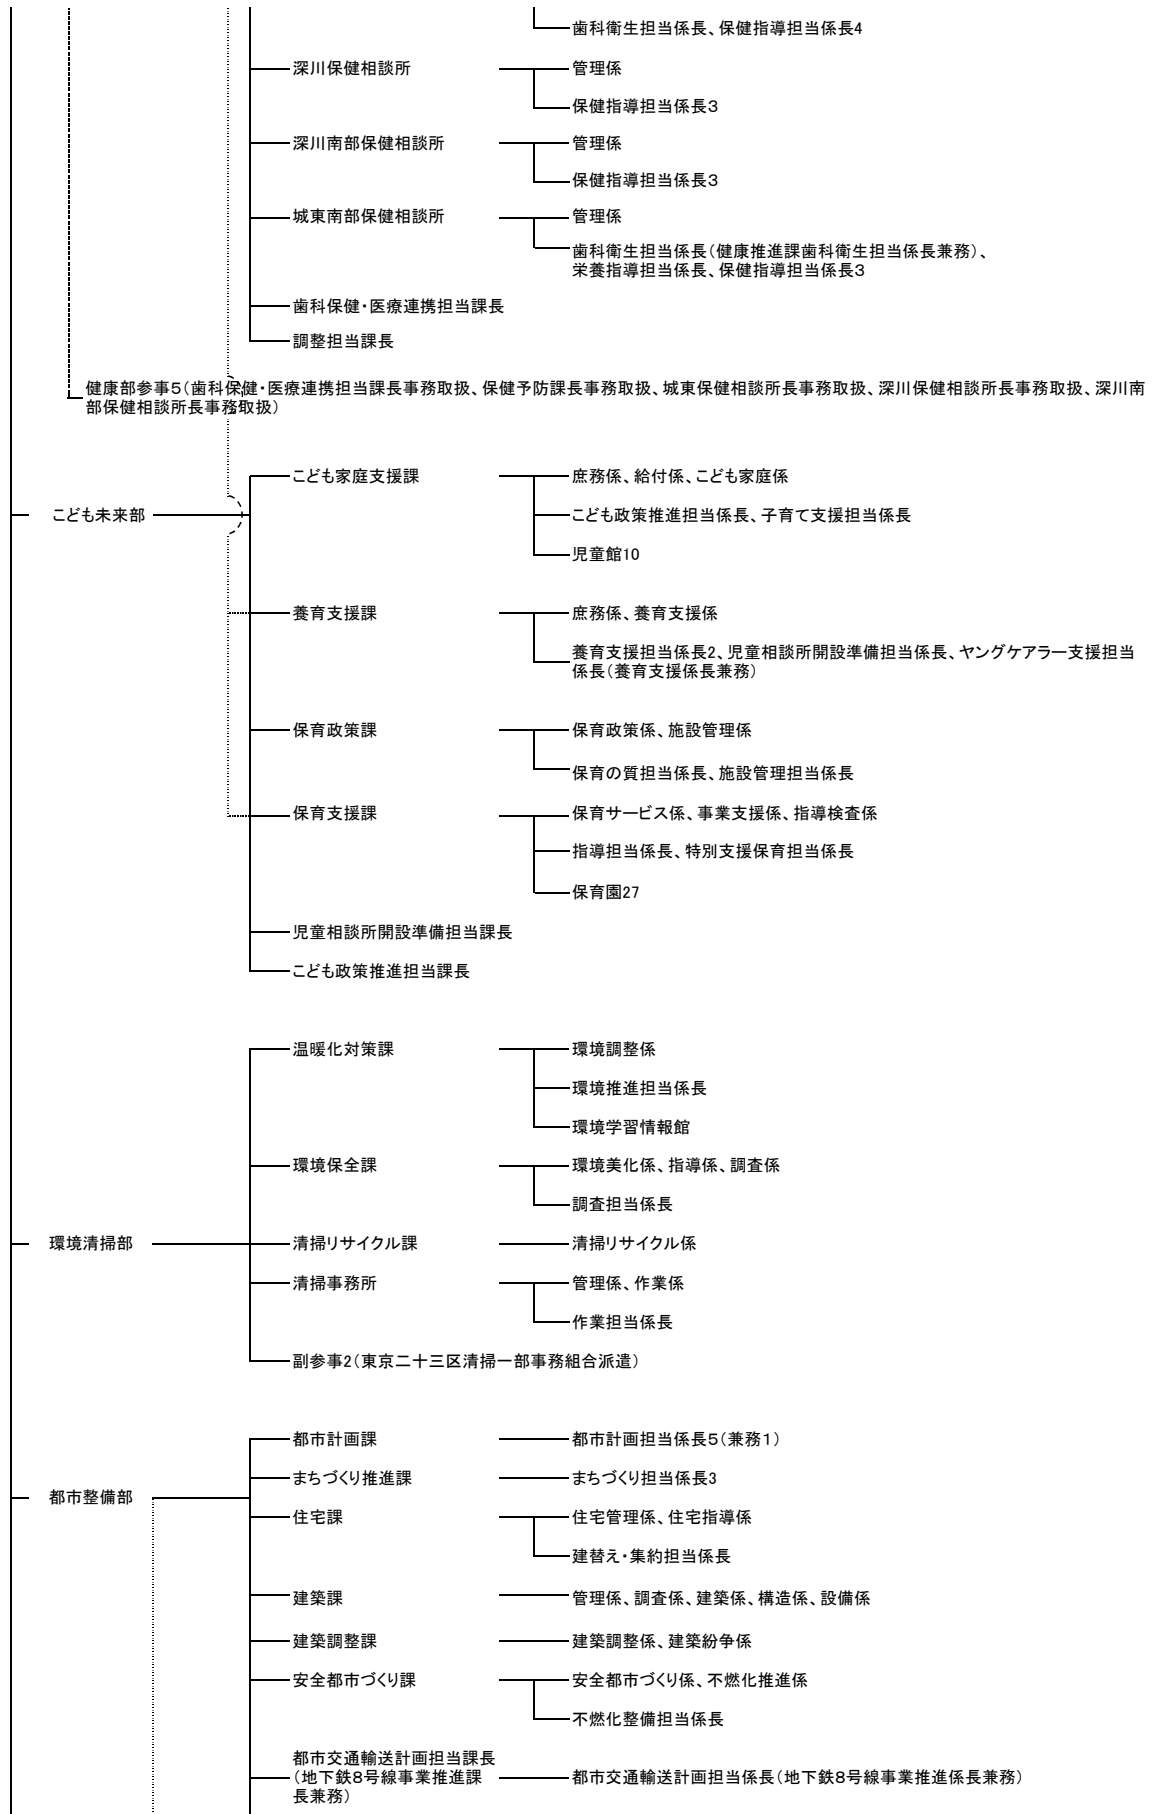 歯科衛生担当係長、保健指導担当係長4
深川保健相談所 管理係
保健指導担当係長3
深川南部保健相談所 管理係
保健指導担当係長3
城東南部保健相談所 管理係
歯科衛生担当係長(健康推進課歯科衛生担当係長兼務)、
栄養指導担当係長、保健指導担当係長3
歯科保健・医療連携担当課長
調整担当課長
健康部参事5(歯科保健・医療連携担当課長事務取扱、保健予防課長事務取扱、城東保健相談所長事務取扱、深川保健相談所長事務取扱、深川南
部保健相談所長事務取扱)
こども家庭支援課 庶務係、給付係、こども家庭係
こども未来部 こども政策推進担当係長、子育て支援担当係長
児童館10
養育支援課 庶務係、養育支援係
養育支援担当係長2、児童相談所開設準備担当係長、ヤングケアラー支援担当
係長(養育支援係長兼務)
保育政策課 保育政策係、施設管理係
保育の質担当係長、施設管理担当係長
保育支援課 保育サービス係、事業支援係、指導検査係
指導担当係長、特別支援保育担当係長
保育園27
児童相談所開設準備担当課長
こども政策推進担当課長
温暖化対策課 環境調整係
環境推進担当係長
環境学習情報館
環境保全課 環境美化係、指導係、調査係
調査担当係長
環境清掃部 清掃リサイクル課 清掃リサイクル係
清掃事務所 管理係、作業係
作業担当係長
副参事2(東京二十三区清掃一部事務組合派遣)
都市計画課 都市計画担当係長5(兼務1)
まちづくり推進課 まちづくり担当係長3
都市整備部
住宅課 住宅管理係、住宅指導係
建替え・集約担当係長
建築課 管理係、調査係、建築係、構造係、設備係
建築調整課 建築調整係、建築紛争係
安全都市づくり課 安全都市づくり係、不燃化推進係
不燃化整備担当係長
都市交通輸送計画担当課長
(地下鉄8号線事業推進課 都市交通輸送計画担当係長(地下鉄8号線事業推進係長兼務)
長兼務)